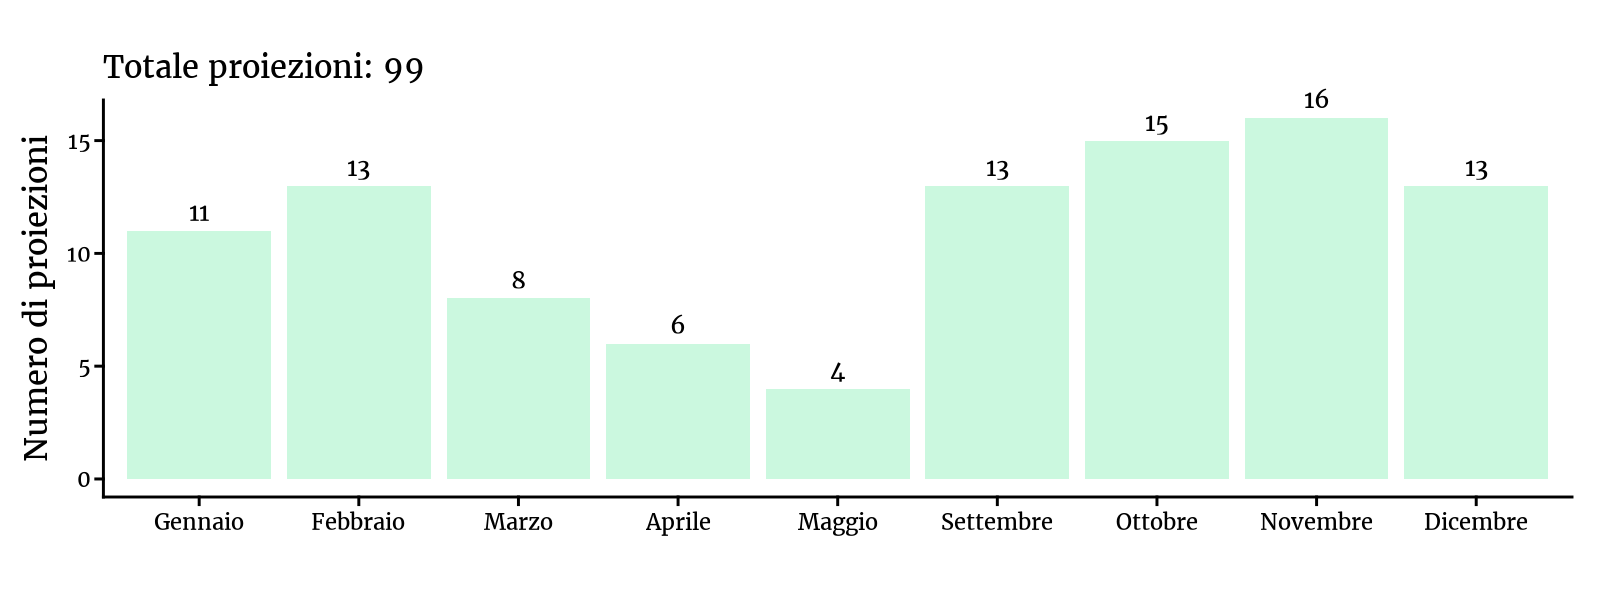 Totale proiezioni: 99
Numero di proiezioni
15
10
5
0
11
13
8
6
4
13
15
16
13
Gennaio
Febbraio
Marzo
Aprile
Maggio
Settembre
Ottobre
Novembre
Dicembre